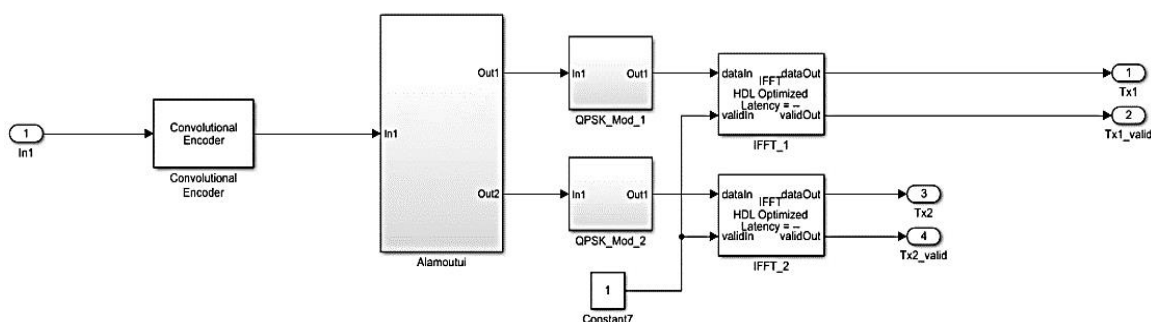 1
In1
Convolutional
Encoder
Convolutional
Encoder
In1
Out1
Out2
Alamoutui
In1
Out1
QPSK_Mod_1
In1
Out1
QPSK_Mod_2
dataIn
IFFT
dataOut
HDL Optimized
Latency = --
validIn
validOut
IFFT_1
dataIn
IFFT
dataOut
HDL Optimized
Latency = --
validIn
validOut
IFFT_2
1
Constant7
1
Tx1
2
Tx1_valid
3
Tx2
4
Tx2_valid